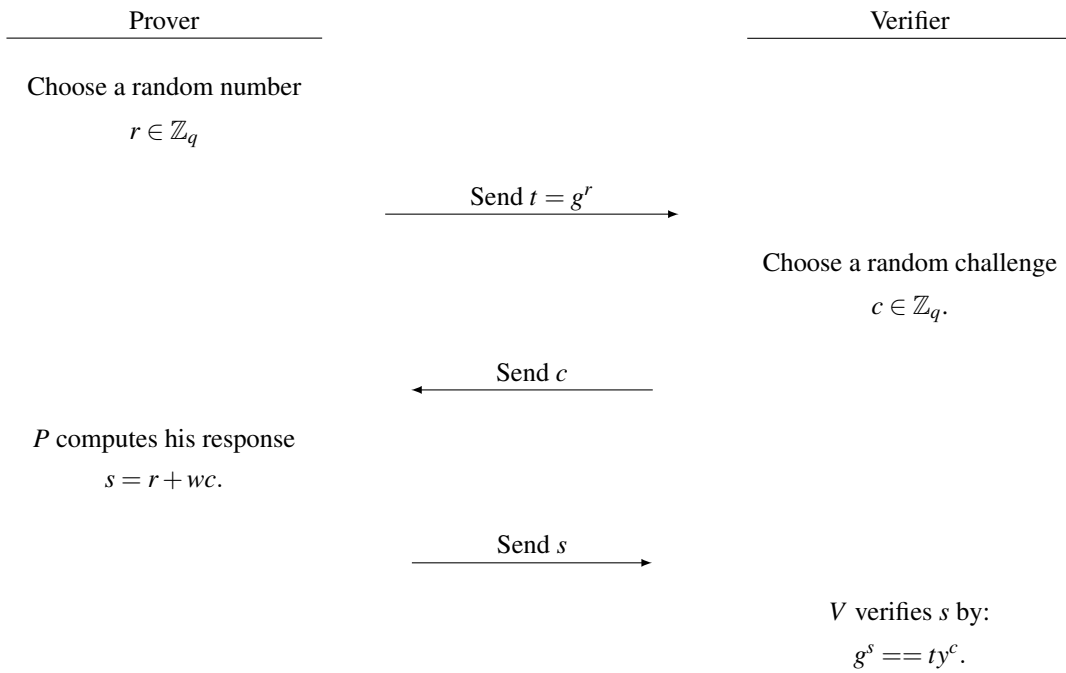 Prover
Verifier
Choose a random number
r ∈ ℤ_q
Send t = g^r
Choose a random challenge
c ∈ ℤ_q.
Send c
P computes his response
s = r + wc.
Send s
V verifies s by:
g^s == ty^c.